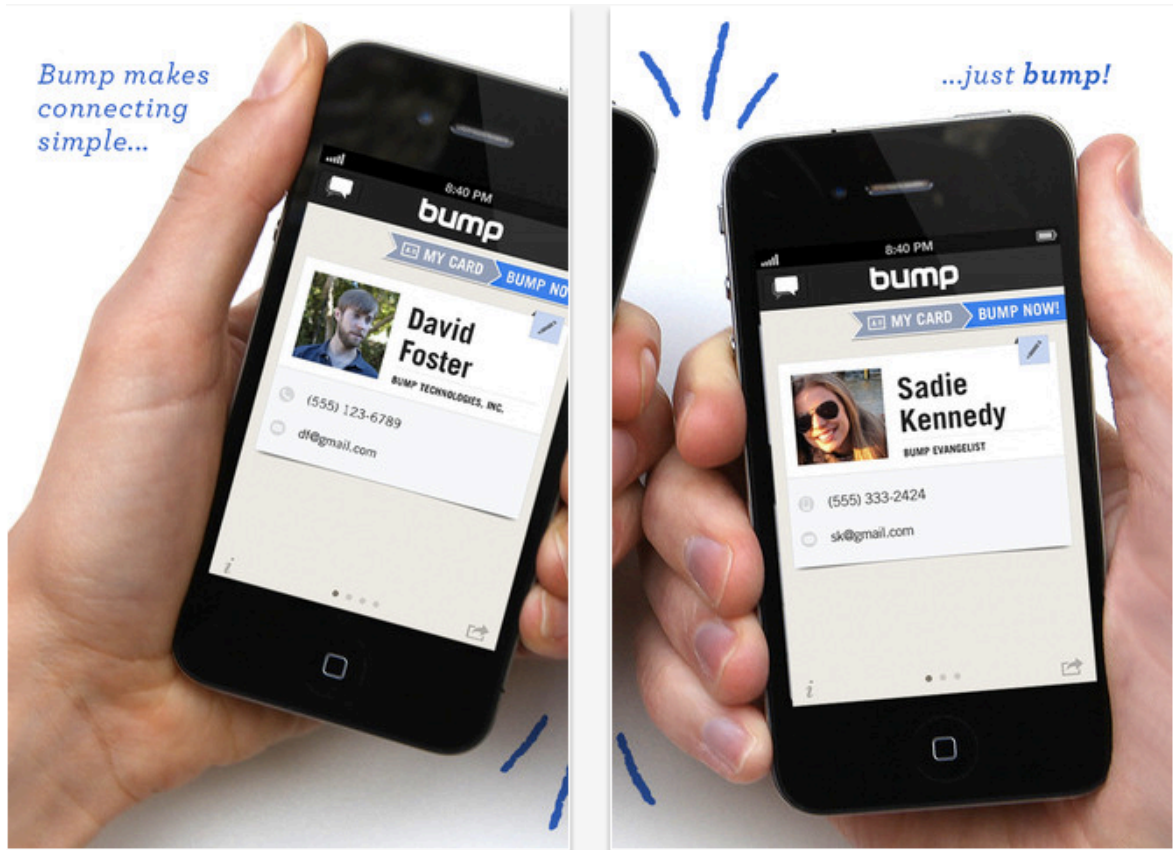 Bump makes
connecting
simple...
8:40 PM
bump
MY CARD
BUMP NO
David
Foster
BUMP TECHNOLOGIES, INC.
(555) 123-6789
df@gmail.com
i
...just bump!
8:40 PM
bump
MY CARD
BUMP NOW!
Sadie
Kennedy
BUMP EVANGELIST
(555) 333-2424
sk@gmail.com
i